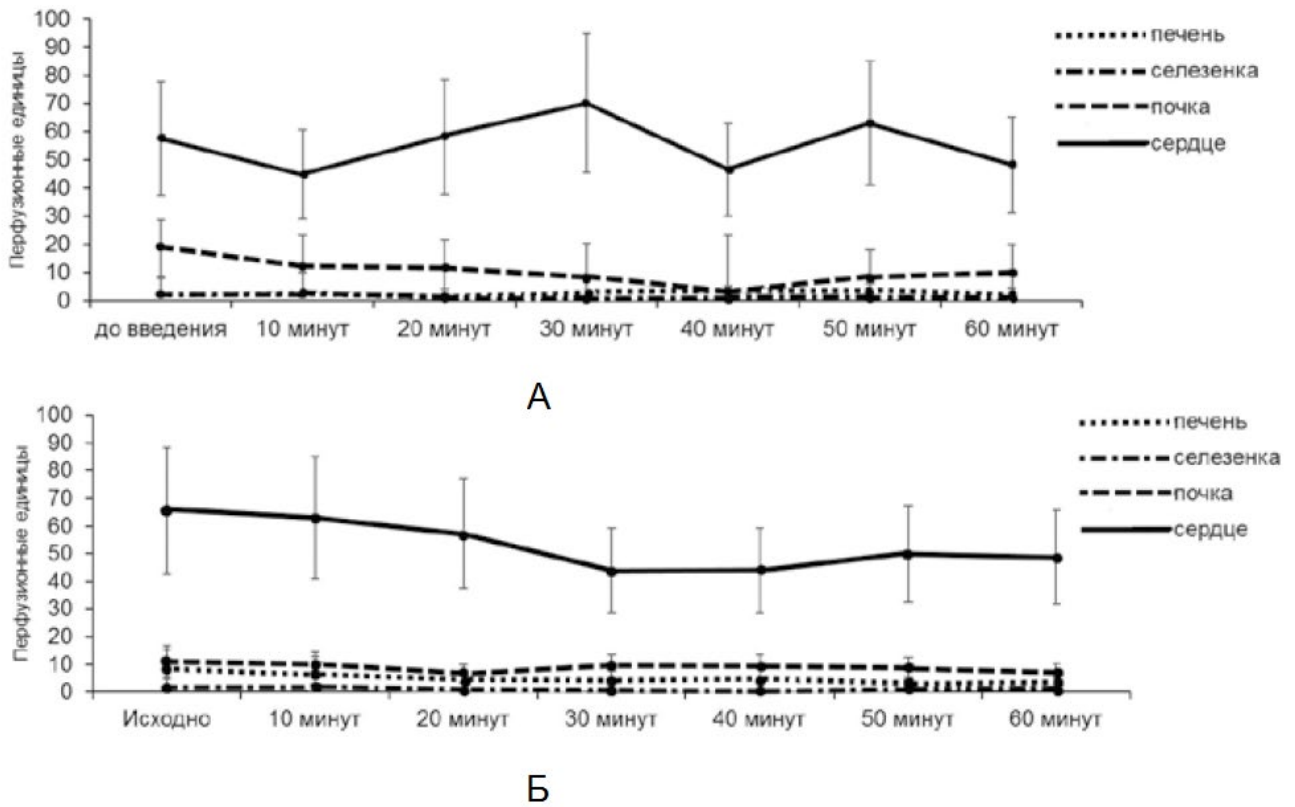 Перфузионные единицы
100
90
80
70
60
50
40
30
20
10
0
до введения 10 минут 20 минут 30 минут 40 минут 50 минут 60 минут
печень
селезенка
почка
сердце
А
Перфузионные единицы
100
90
80
70
60
50
40
30
20
10
0
Исходно 10 минут 20 минут 30 минут 40 минут 50 минут 60 минут
печень
селезенка
почка
сердце
Б